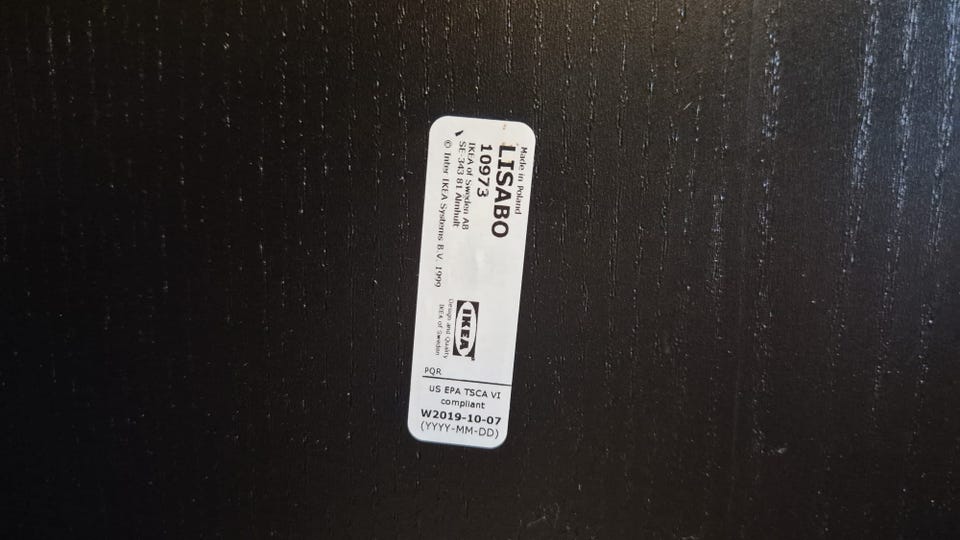 Made in Poland
LISABO
10973
IKEA of Sweden AB
SE-343 81 Älmhult
© Inter IKEA Systems B.V. 1999
IKEA
Design and Quality
IKEA of Sweden
PQR
US EPA TSCA VI
compliant
W2019-10-07
(YYYY-MM-DD)